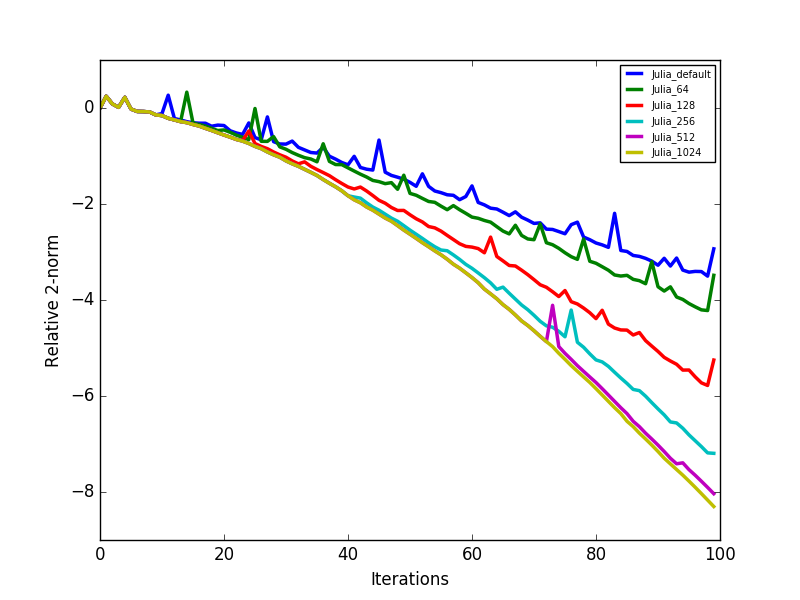 Julia_default
Julia_64
Julia_128
Julia_256
Julia_512
Julia_1024
0
−2
−4
−6
−8
Relative 2-norm
0 20 40 60 80 100
Iterations